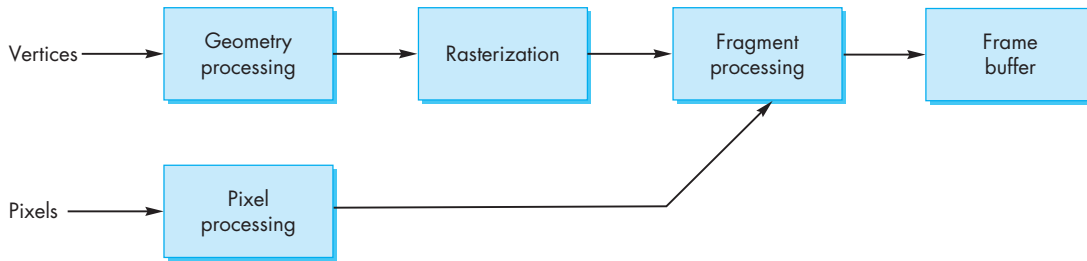 Vertices
Geometry
processing
Rasterization
Fragment
processing
Frame
buffer
Pixels
Pixel
processing